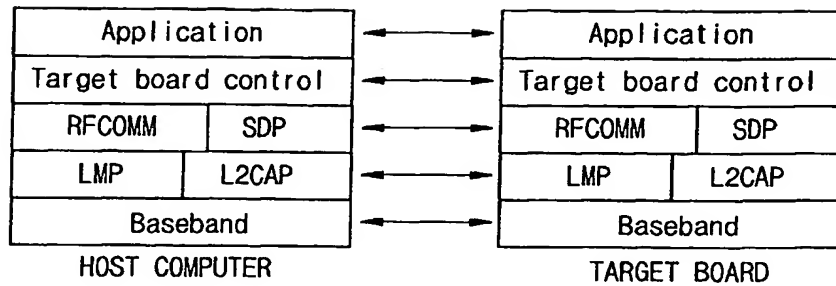 Application
Target board control
RFCOMM SDP
LMP L2CAP
Baseband
HOST COMPUTER
Application
Target board control
RFCOMM SDP
LMP L2CAP
Baseband
TARGET BOARD